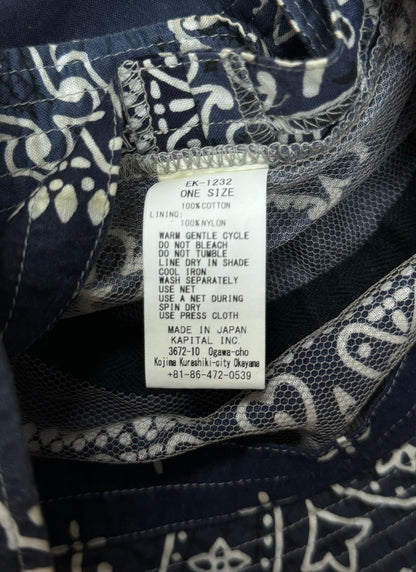 EK-1232
ONE SIZE
100%COTTON
LINING:
100%NYLON
WARM GENTLE CYCLE
DO NOT BLEACH
DO NOT TUMBLE
LINE DRY IN SHADE
COOL IRON
WASH SEPARATELY
USE NET
USE A NET DURING
SPIN DRY
USE PRESS CLOTH
MADE IN JAPAN
KAPITAL INC.
3672-10 Ogawa-cho
Kojima Kurashiki-city Okayama
+81-86-472-0539